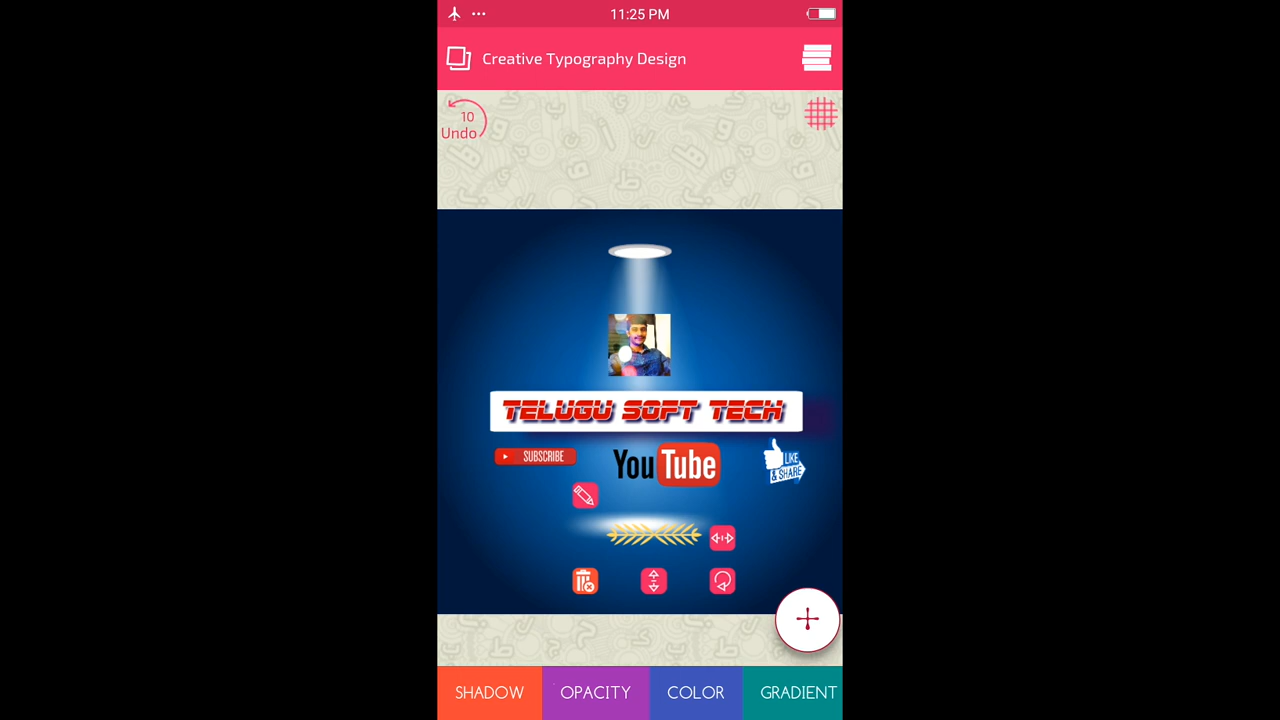 11:25 PM
Creative Typography Design
10
Undo
TELUGU SOFT TECH
SUBSCRIBE
YouTube
LIKE
& SHARE
SHADOW
OPACITY
COLOR
GRADIENT